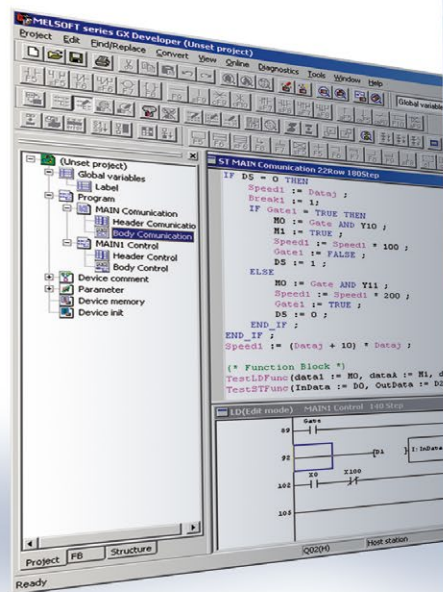 MELSOFT series GX Developer (Unset project)
Project Edit Find/Replace Convert View Online Diagnostics Tools Window Help
Global variable
(Unset project)
Global variables
Label
Program
MAIN Comunication
Header Comunicatio
Body Comunication
MAIN1 Control
Header Control
Body Control
Device comment
Parameter
Device memory
Device init
Project FB Structure
ST MAIN Comunication 22Row 180Step
IF D5 = 0 THEN
Speed1 := Dataj ;
Break1 := 1;
IF Gate1 = TRUE THEN
M0 := Gate AND Y10 ;
M1 := TRUE ;
Speed1 := Speed1 * 100 ;
Gate1 := FALSE ;
D5 := 1 ;
ELSE
M0 := Gate AND Y11 ;
Speed1 := Speed1 * 200 ;
Gate1 := TRUE ;
D5 := 0 ;
END_IF ;
END_IF ;
Speed1 := (Dataj + 10) * Dataj ;
(* Function Block *)
TestLDFunc(data1 := M0, dataA := M1, d
TestSTFunc(InData := D0, OutData := D2
LD(Edit mode) MAIN1 Control 140 Step
89 Gate
92 D1 I:InData
102 X0 X100
103
Ready Q02(H) Host station